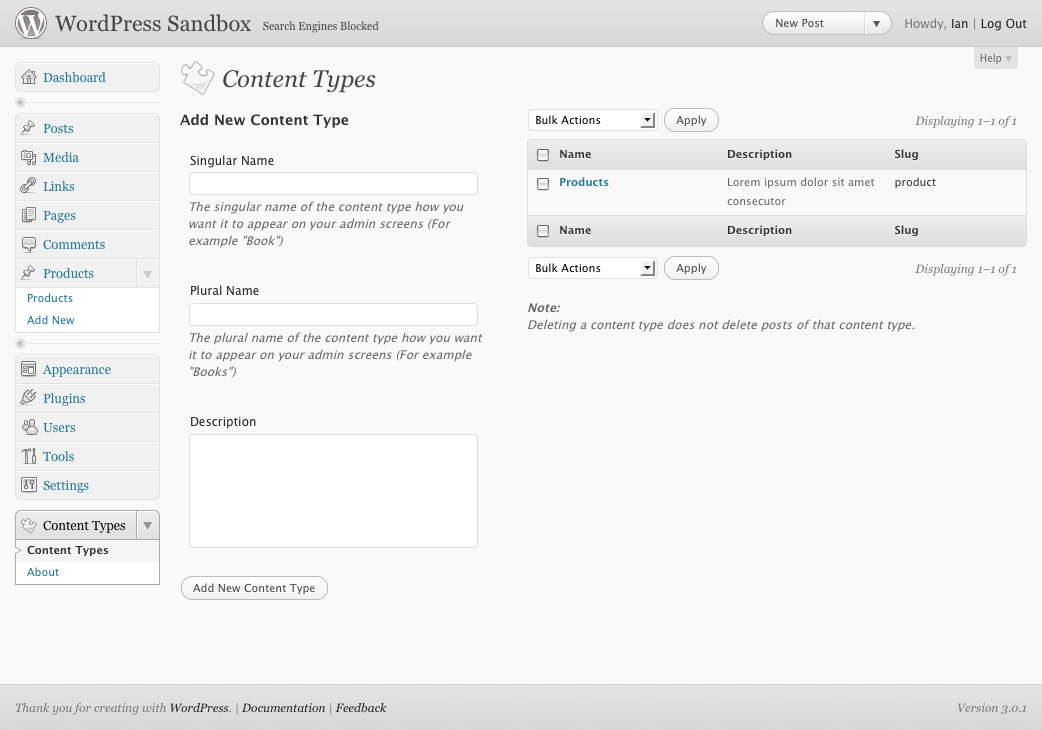 WordPress Sandbox Search Engines Blocked
New Post
Howdy, Ian | Log Out
Help
Dashboard
«
Posts
Media
Links
Pages
Comments
Products
Products
Add New
«
Appearance
Plugins
Users
Tools
Settings
Content Types
Content Types
About
Content Types
Add New Content Type
Singular Name
The singular name of the content type how you
want it to appear on your admin screens (For
example "Book")
Plural Name
The plural name of the content type how you want
it to appear on your admin screens (For example
"Books")
Description
Add New Content Type
Bulk Actions
Apply
Displaying 1–1 of 1
Name Description Slug
Products Lorem ipsum dolor sit amet product
consecutor
Name Description Slug
Bulk Actions
Apply
Displaying 1–1 of 1
Note:
Deleting a content type does not delete posts of that content type.
Thank you for creating with WordPress. | Documentation | Feedback
Version 3.0.1